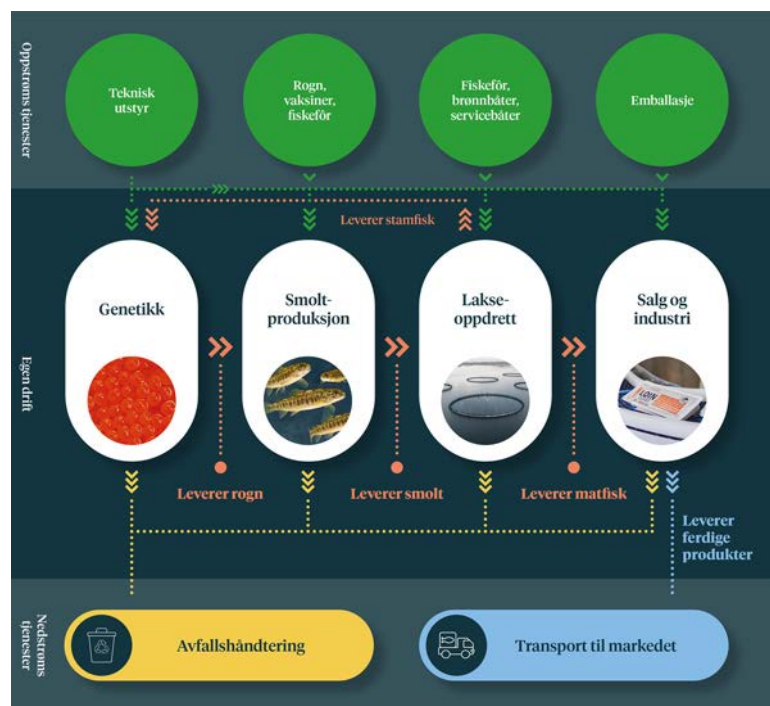 Oppstrøms tjenester
Teknisk
utstyr
Rogn,
vaksiner,
fiskefôr
Fiskefôr,
brønnbåter,
servicebåter
Emballasje
Leverer stamfisk
Egen drift
Genetikk
Smolt-
produksjon
Lakse-
oppdrett
Salg og
industri
LOIN
Leverer rogn
Leverer smolt
Leverer matfisk
Leverer
ferdige
produkter
Nedstrøms
tjenester
Avfallshåndtering
Transport til markedet